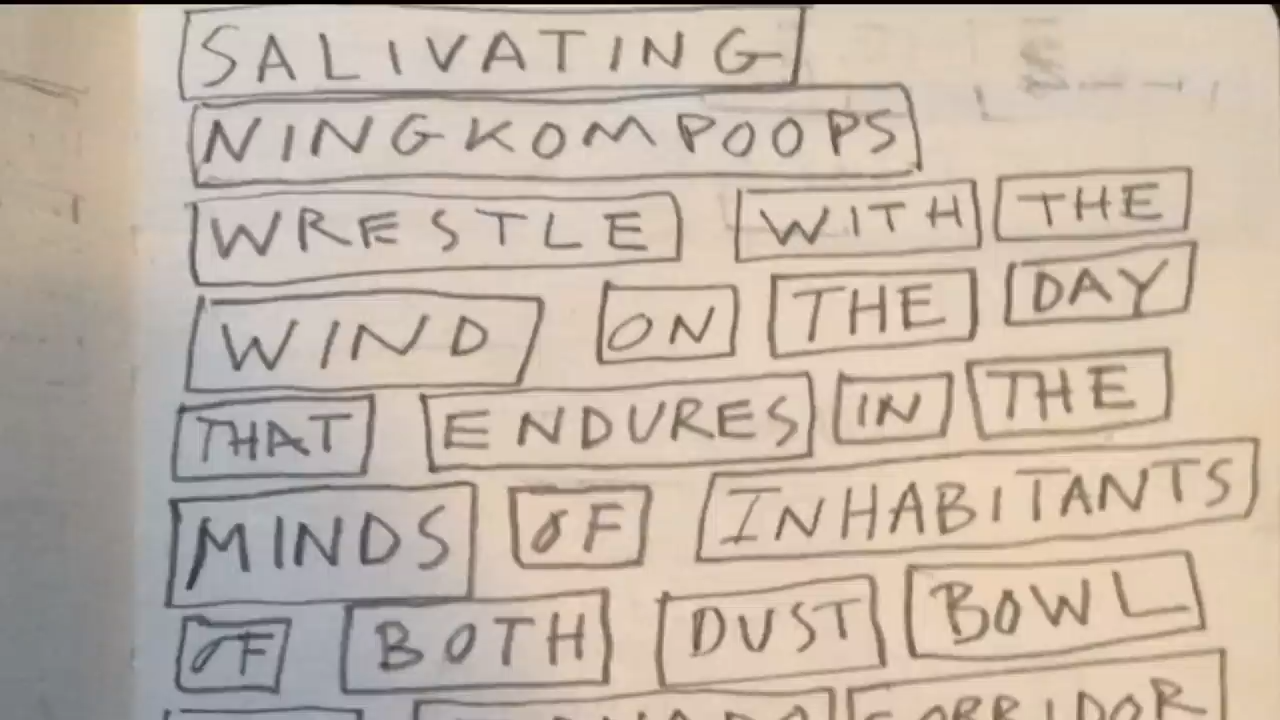 SALIVATING
NINGKOMPOOPS
WRESTLE WITH THE
WIND ON THE DAY
THAT ENDURES IN THE
MINDS OF INHABITANTS
OF BOTH DUST BOWL
CORRIDOR